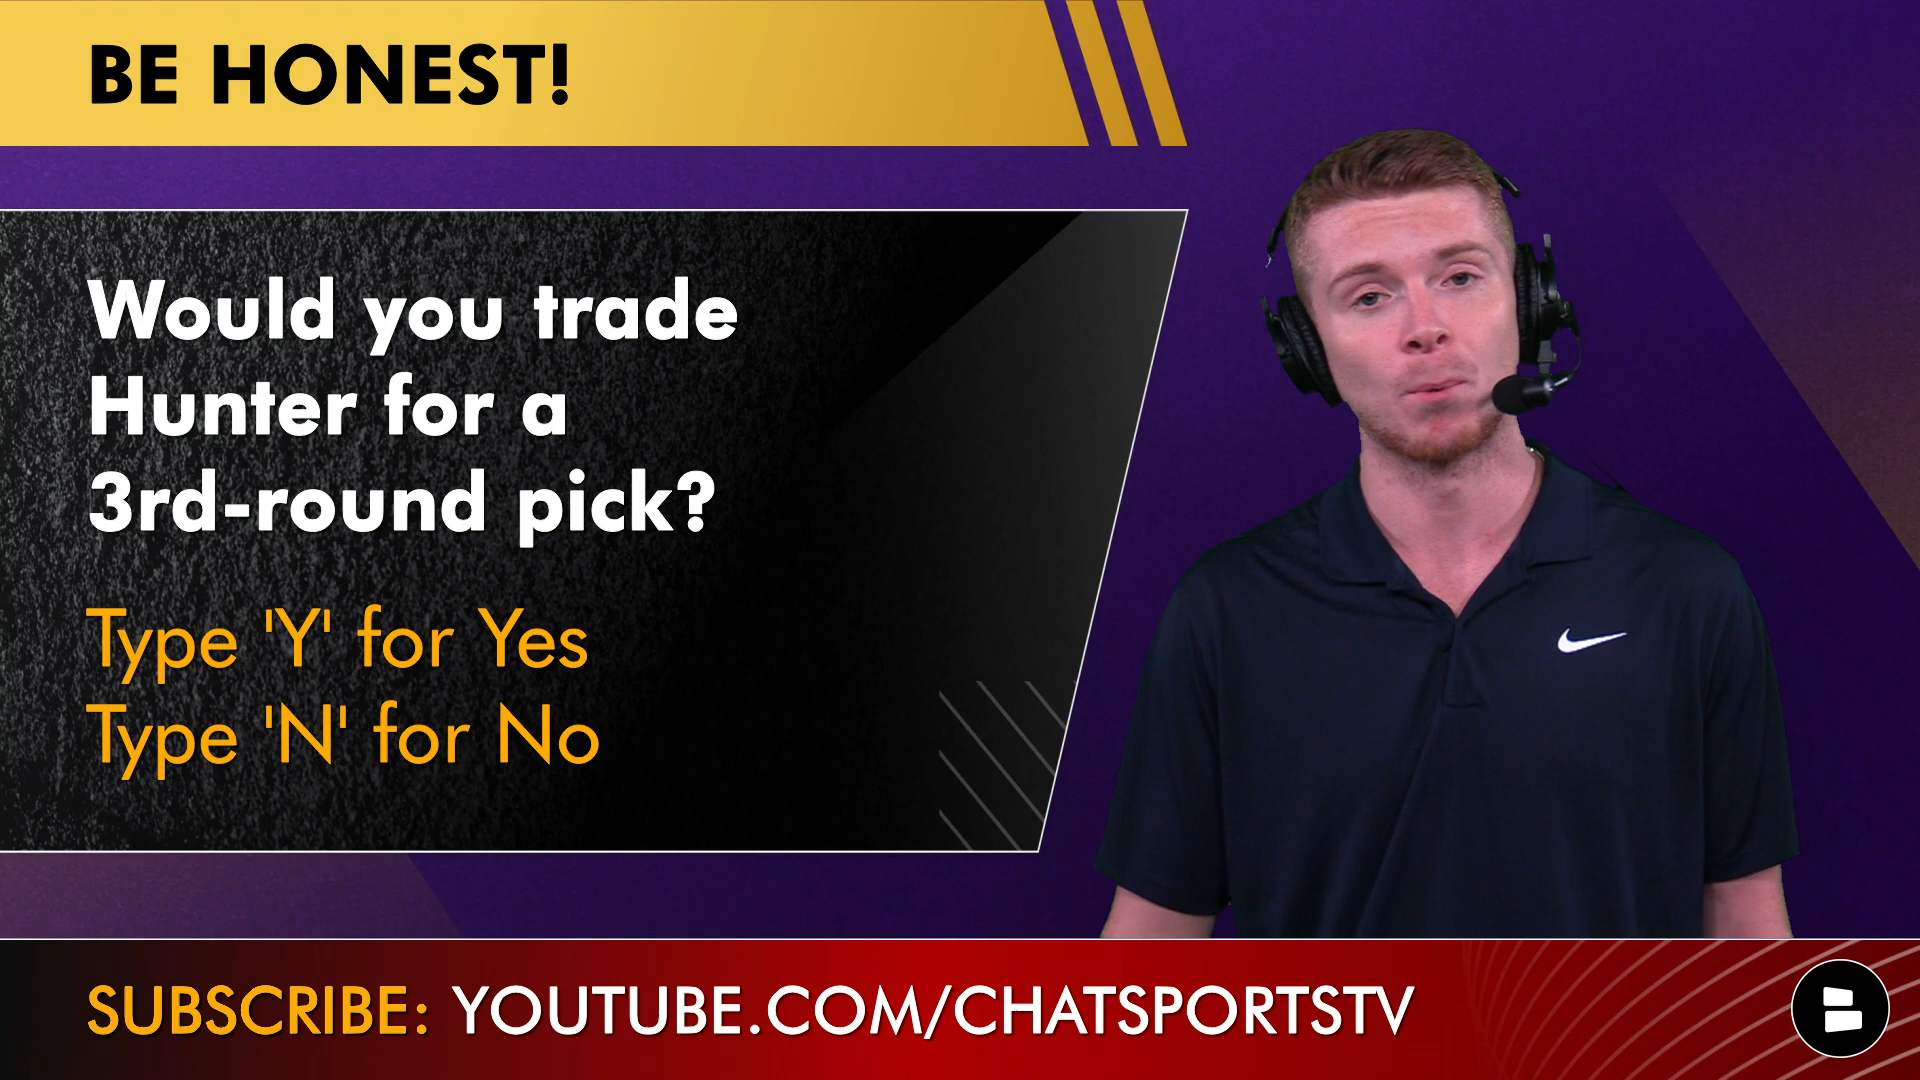 BE HONEST!
Would you trade
Hunter for a
3rd-round pick?
Type 'Y' for Yes
Type 'N' for No
SUBSCRIBE: YOUTUBE.COM/CHATSPORTSTV